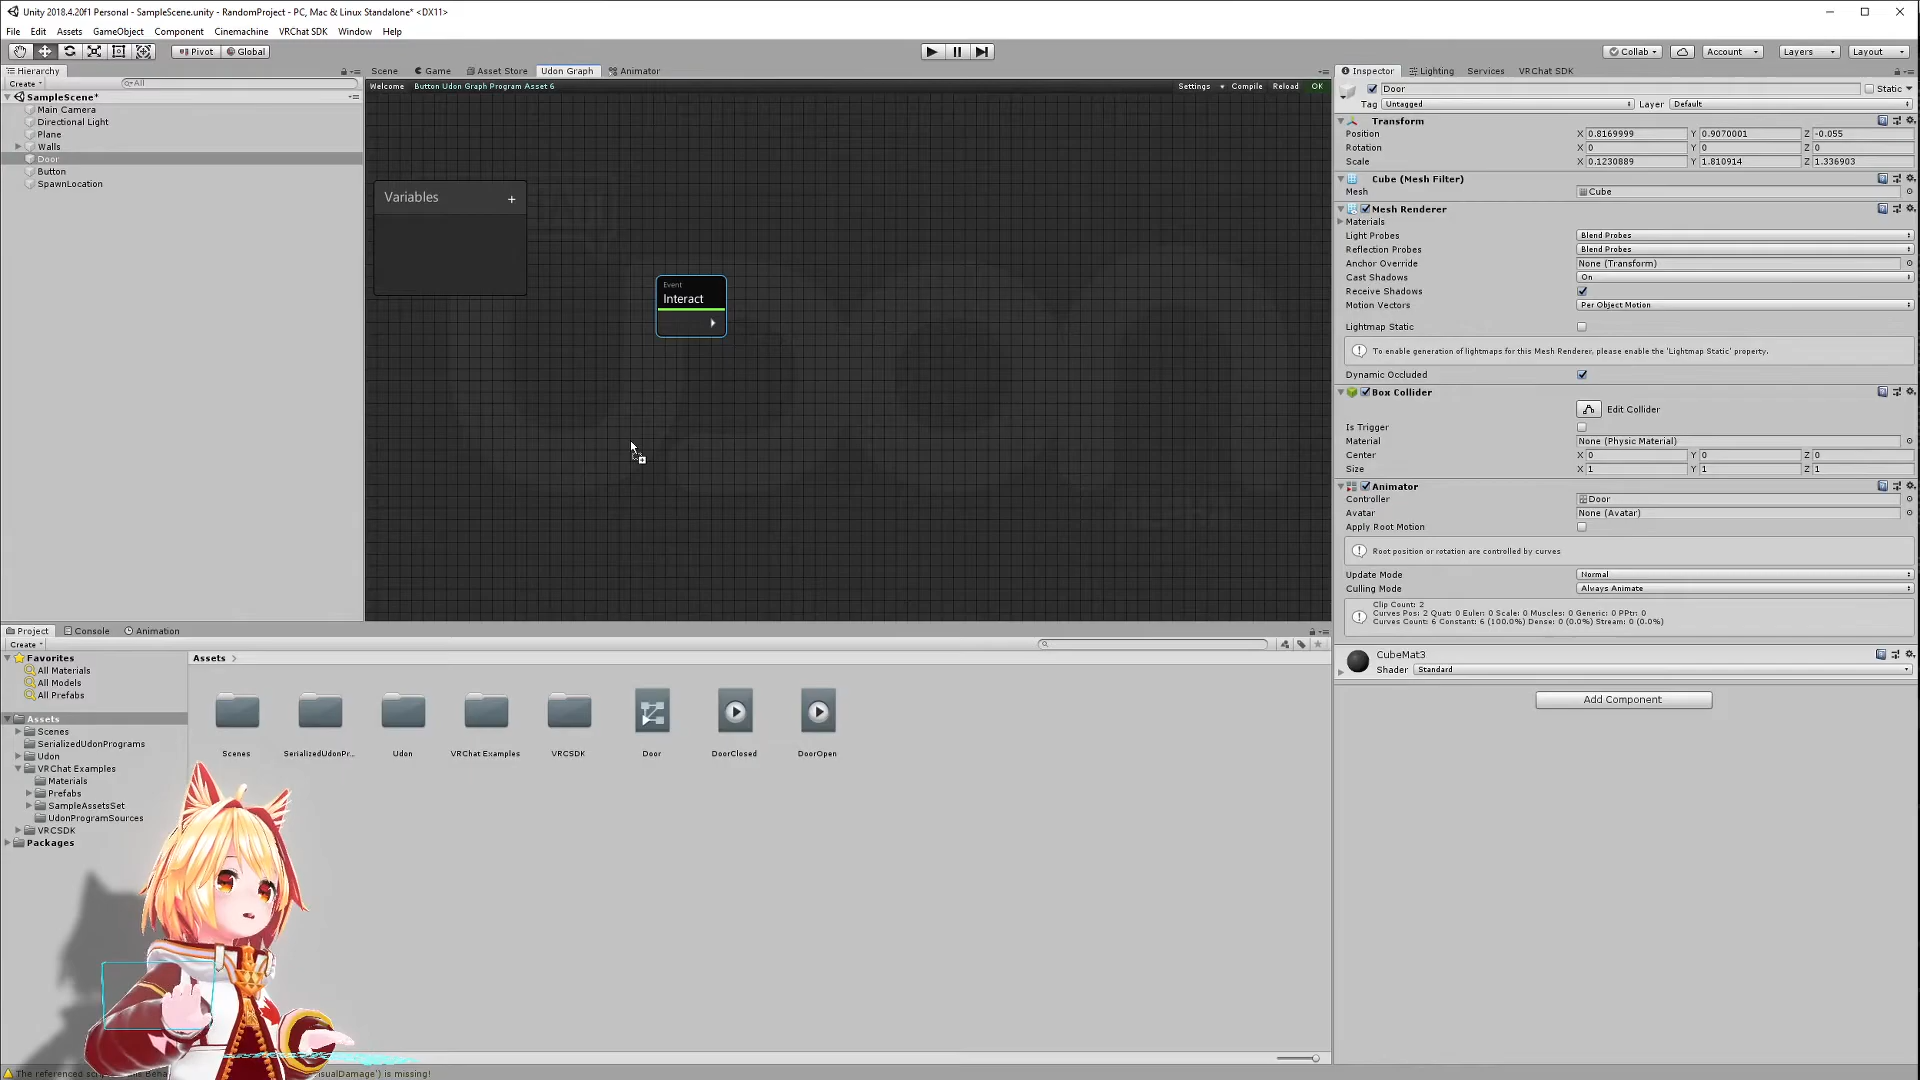 Unity 2018.4.20f1 Personal - SampleScene.unity - RandomProject - PC, Mac & Linux Standalone* <DX11>
File Edit Assets GameObject Component Cinemachine VRChat SDK Window Help
Pivot Global Collab Account Layers Layout
Hierarchy
Create All
SampleScene*
Main Camera
Directional Light
Plane
Walls
Door
Button
SpawnLocation
Scene Game Asset Store Udon Graph Animator
Welcome Button Udon Graph Program Asset 6 Settings Compile Reload OK
Variables +
Event
Interact
Inspector Lighting Services VRChat SDK
Door Static
Tag Untagged Layer Default
Transform
Position X 0.8169999 Y 0.9070001 Z -0.055
Rotation X 0 Y 0 Z 0
Scale X 0.1230889 Y 1.810914 Z 1.336903
Cube (Mesh Filter)
Mesh Cube
Mesh Renderer
Materials
Light Probes Blend Probes
Reflection Probes Blend Probes
Anchor Override None (Transform)
Cast Shadows On
Receive Shadows
Motion Vectors Per Object Motion
Lightmap Static
To enable generation of lightmaps for this Mesh Renderer, please enable the 'Lightmap Static' property.
Dynamic Occluded
Box Collider
Edit Collider
Is Trigger
Material None (Physic Material)
Center X 0 Y 0 Z 0
Size X 1 Y 1 Z 1
Animator
Controller Door
Avatar None (Avatar)
Apply Root Motion
Root position or rotation are controlled by curves
Update Mode Normal
Culling Mode Always Animate
Clip Count: 2
Curves Pos: 2 Quat: 0 Euler: 0 Scale: 0 Muscles: 0 Generic: 0 PPtr: 0
Curves Count: 6 Constant: 6 (100.0%) Dense: 0 (0.0%) Stream: 0 (0.0%)
CubeMat3
Shader Standard
Add Component
Project Console Animation
Create
Favorites
All Materials
All Models
All Prefabs
Assets
Scenes
SerializedUdonPrograms
Udon
VRChat Examples
Materials
Prefabs
SampleAssetsSet
UdonProgramSources
VRCSDK
Packages
Assets
Scenes SerializedUdonPr... Udon VRChat Examples VRCSDK Door DoorClosed DoorOpen
The referenced isualDamage') is missing!